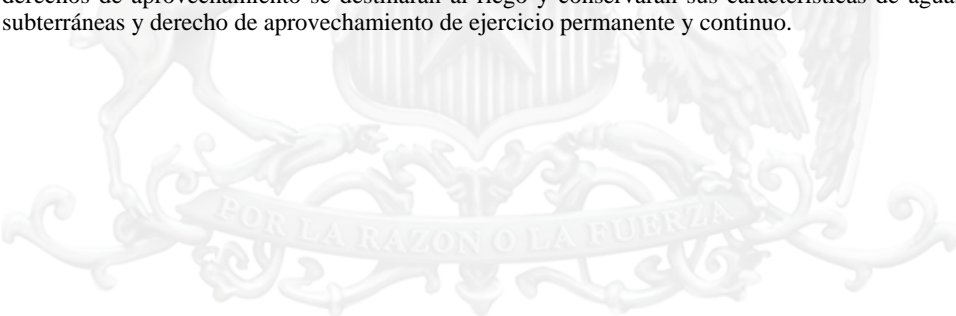 derechos de aprovechamiento se destinarán al riego y conservarán sus características de aguas
subterráneas y derecho de aprovechamiento de ejercicio permanente y continuo.
POR LA RAZON O LA FUERZA